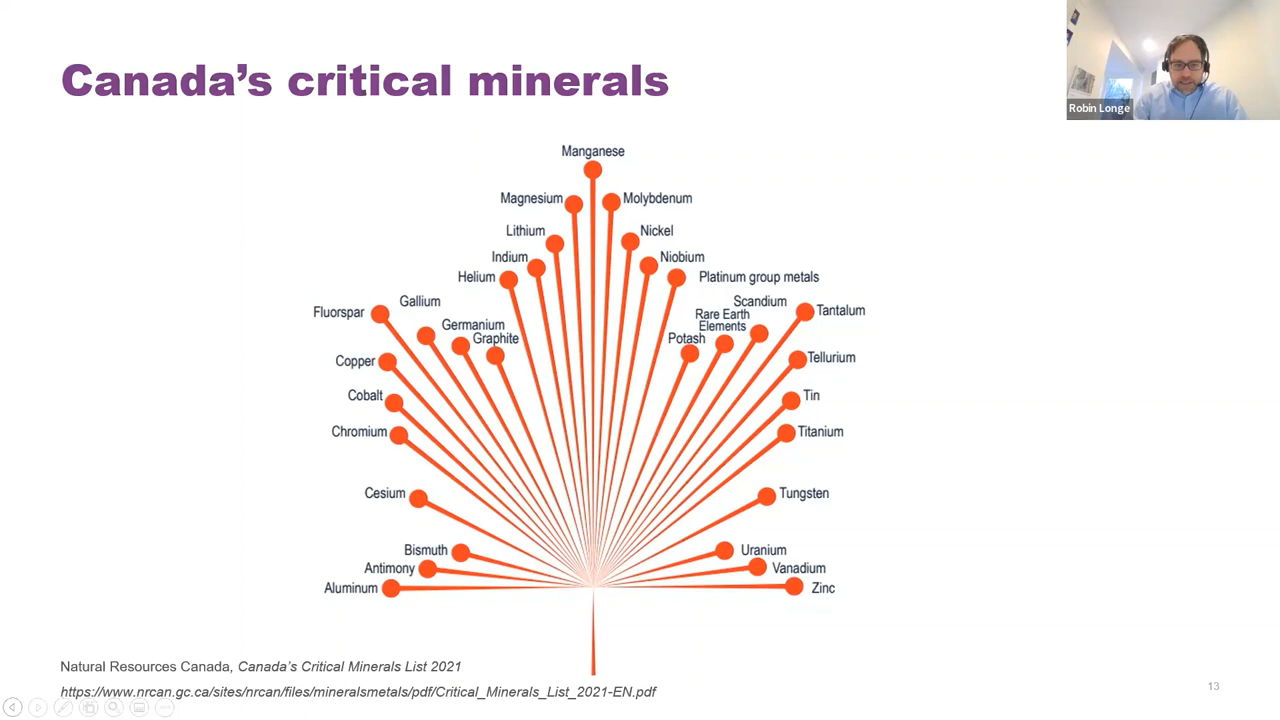 Canada's critical minerals
Robin Longe
Manganese
Magnesium
Molybdenum
Lithium
Nickel
Indium
Niobium
Helium
Platinum group metals
Gallium
Scandium
Fluorspar
Tantalum
Germanium
Rare Earth
Elements
Graphite
Potash
Copper
Tellurium
Cobalt
Tin
Chromium
Titanium
Cesium
Tungsten
Bismuth
Uranium
Antimony
Vanadium
Aluminum
Zinc
Natural Resources Canada, Canada's Critical Minerals List 2021
https://www.nrcan.gc.ca/sites/nrcan/files/mineralsmetals/pdf/Critical_Minerals_List_2021-EN.pdf
13